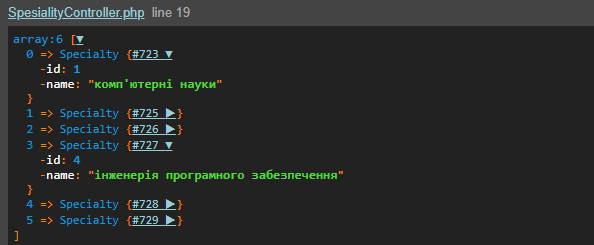 SpesialityController.php line 19
array:6 [▼
0 => Specialty {#723 ▼
-id: 1
-name: "комп'ютерні науки"
}
1 => Specialty {#725 ▶}
2 => Specialty {#726 ▶}
3 => Specialty {#727 ▼
-id: 4
-name: "інженерія програмного забезпечення"
}
4 => Specialty {#728 ▶}
5 => Specialty {#729 ▶}
]